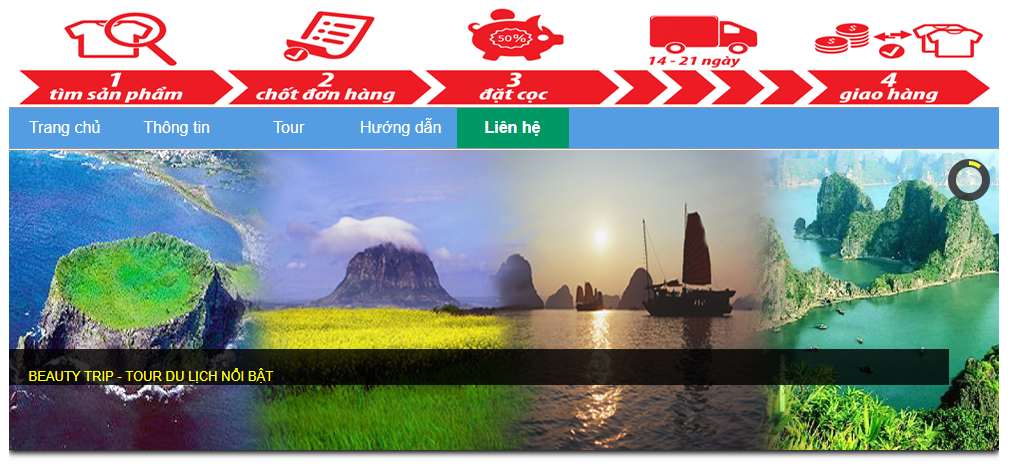 50%
$
$
$
14 - 21 ngày
1
tìm sản phẩm
2
chốt đơn hàng
3
đặt cọc
4
giao hàng
Trang chủ
Thông tin
Tour
Hướng dẫn
Liên hệ
BEAUTY TRIP - TOUR DU LỊCH NỔI BẬT